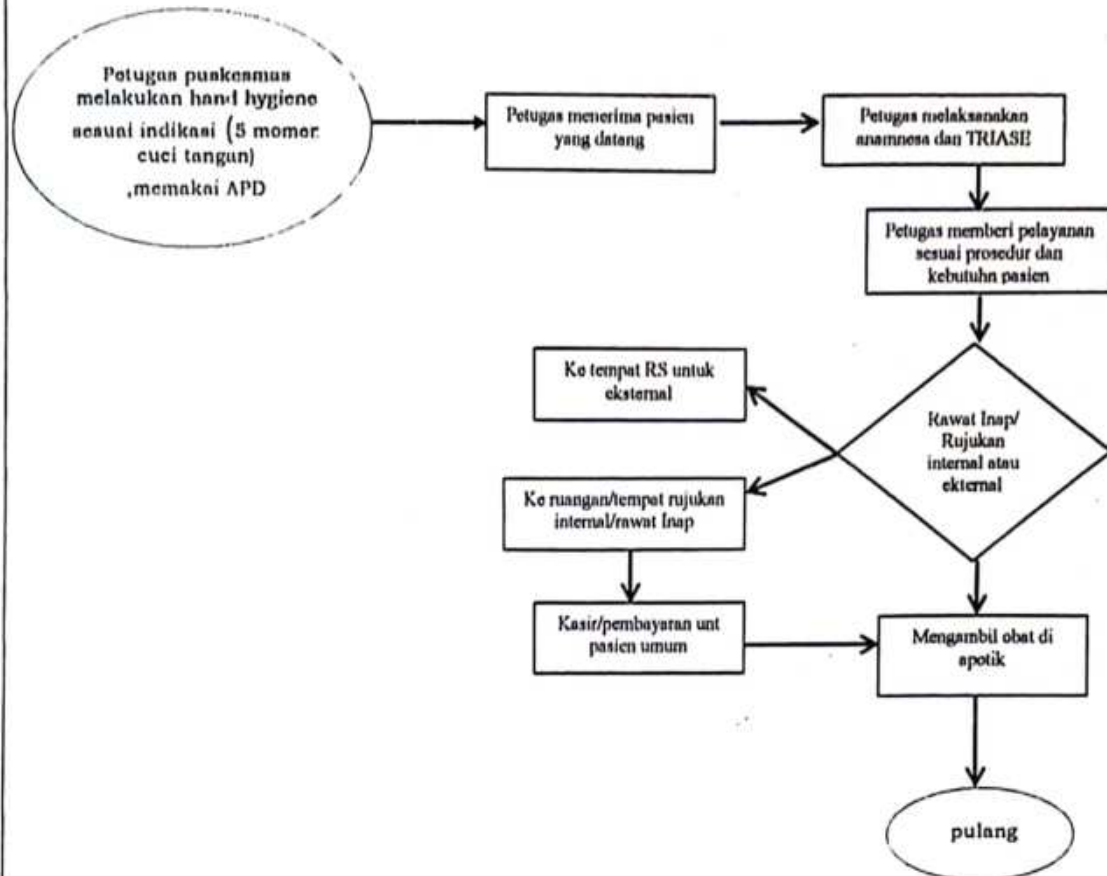 Petugas puskesmas
melakukan hand hygiene
sesuai indikasi (5 momen
cuci tangan)
,memakai APD
Petugas menerima pasien
yang datang
Petugas melaksanakan
anamnesa dan TRIASE
Petugas memberi pelayanan
sesuai prosedur dan
kebutuhn pasien
Rawat Inap/
Rujukan
internal atau
ekternal
Ke tempat RS untuk
eksternal
Ke ruangan/tempat rujukan
internal/rawat Inap
Kasir/pembayaran unt
pasien umum
Mengambil obat di
apotik
pulang